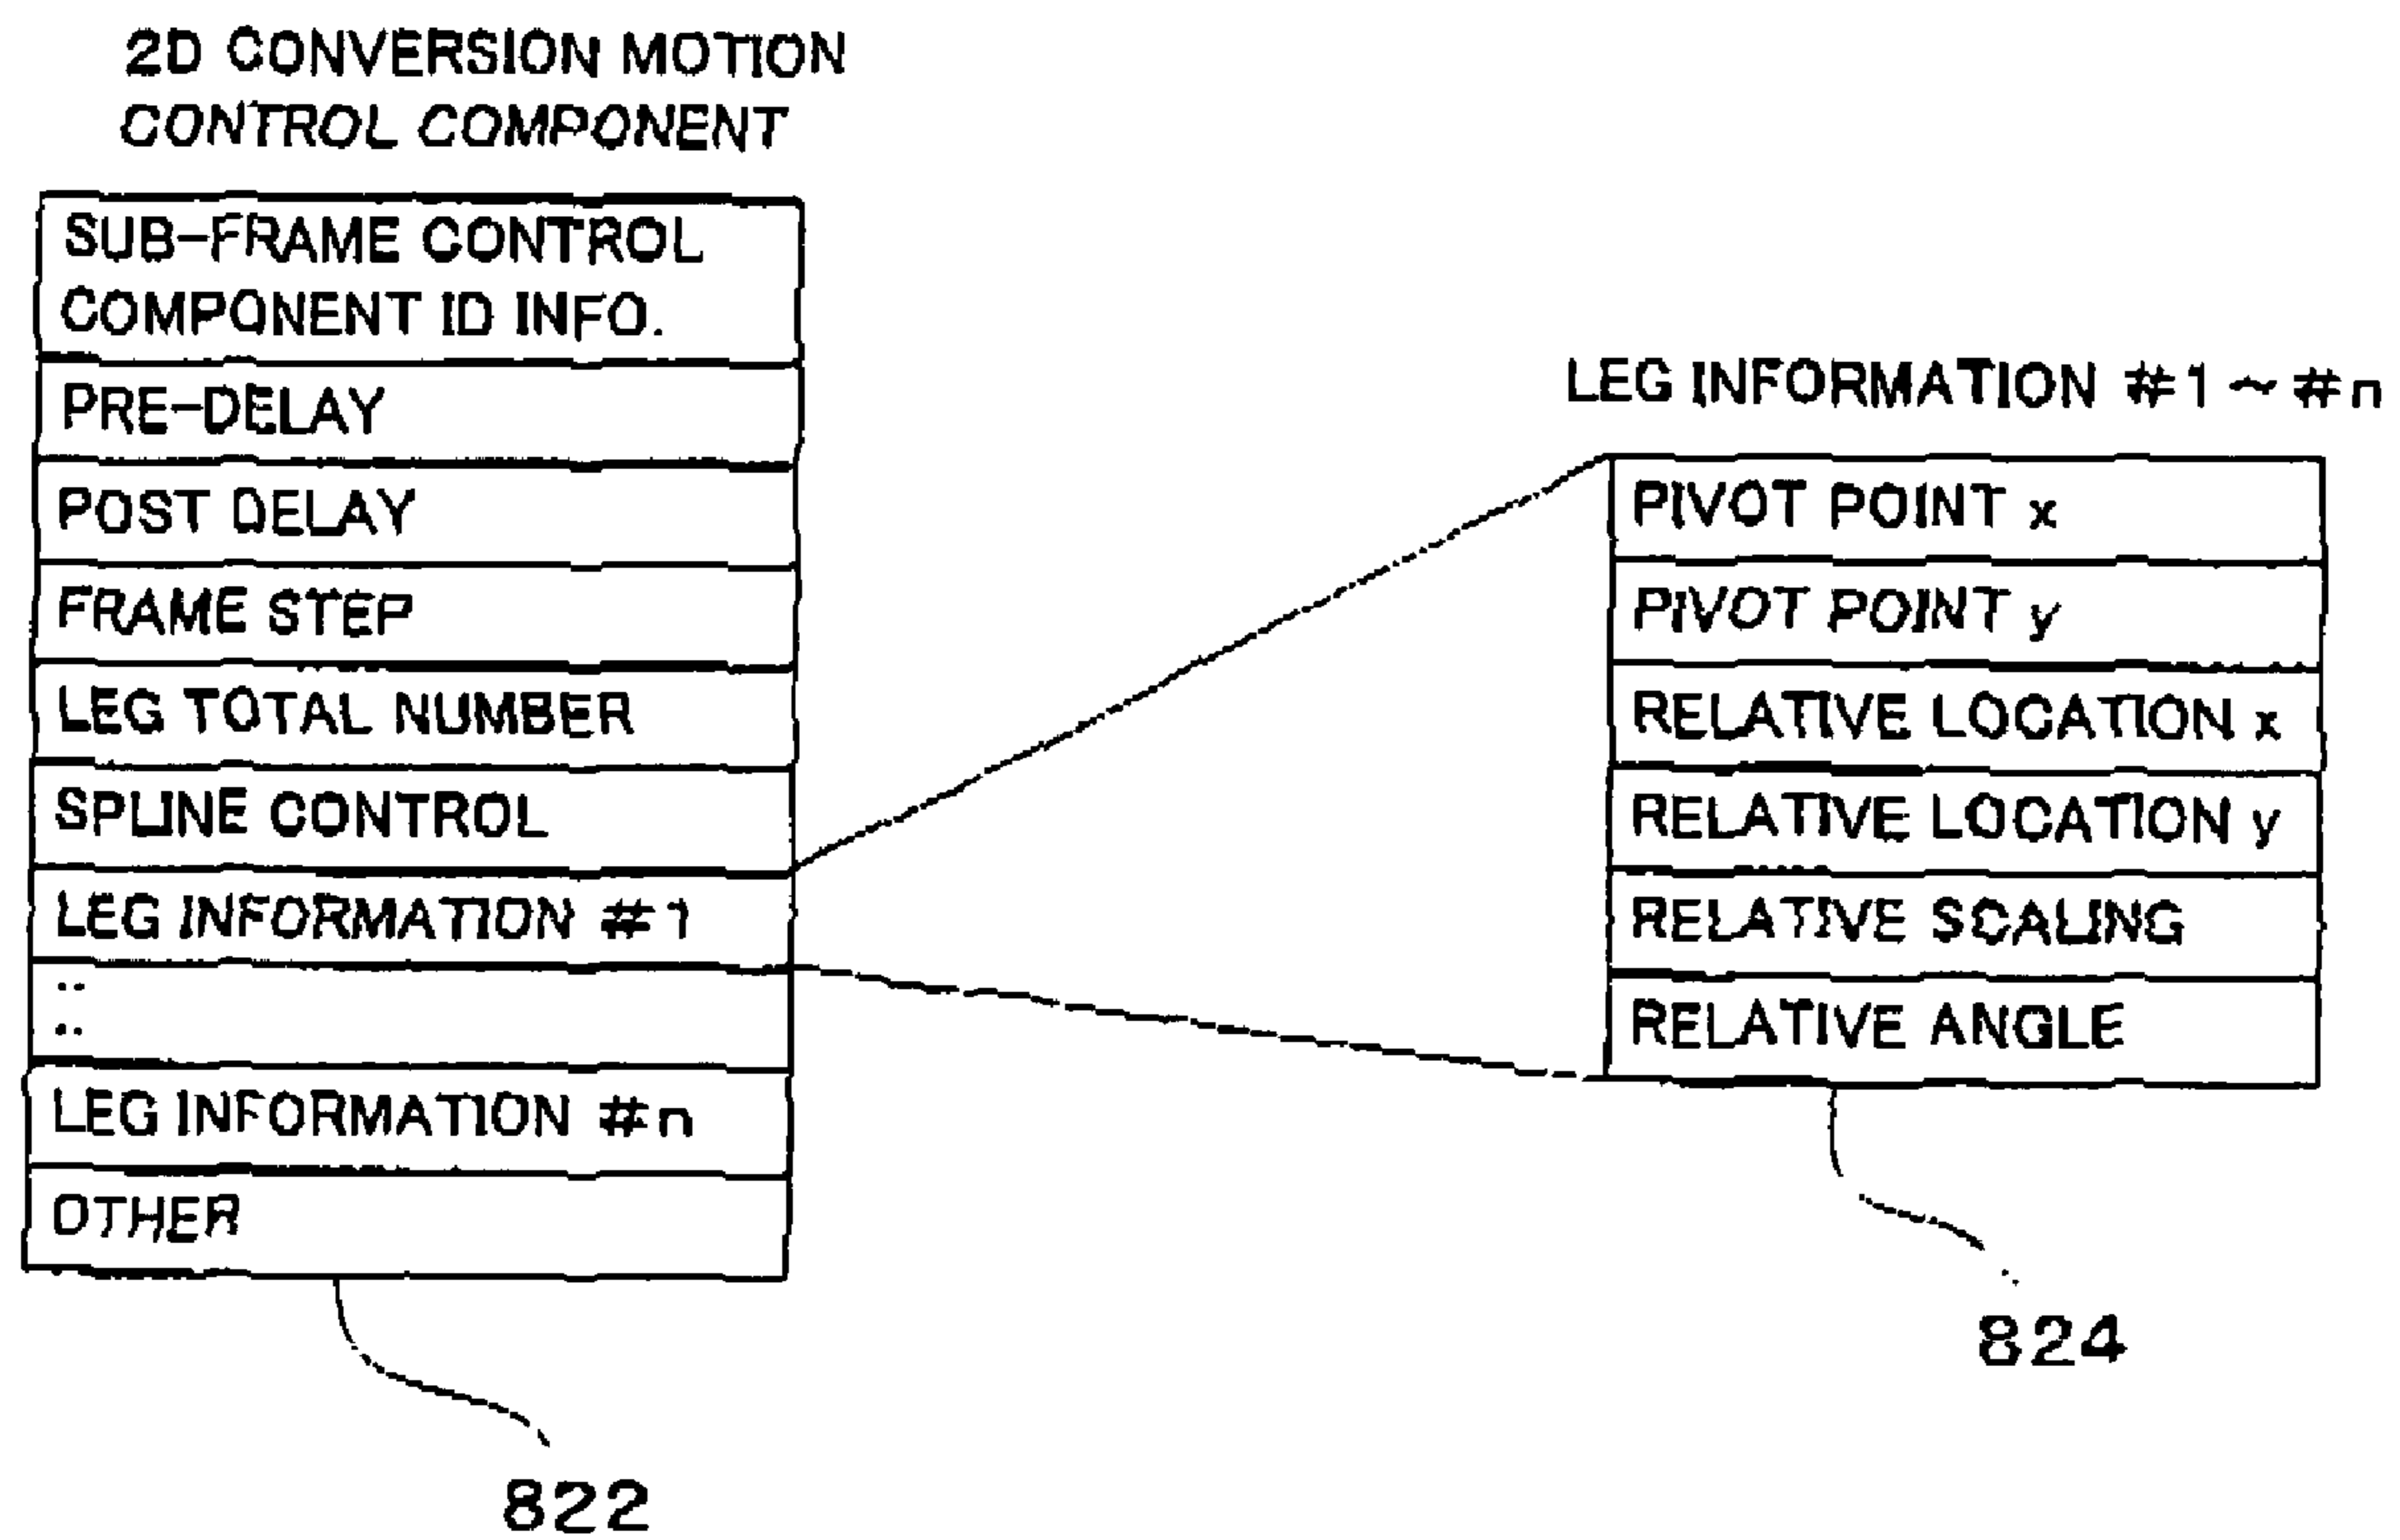 2D CONVERSION MOTION
CONTROL COMPONENT
SUB-FRAME CONTROL
COMPONENT ID INFO.
PRE-DELAY
POST DELAY
FRAME STEP
LEG TOTAL NUMBER
SPLINE CONTROL
LEG INFORMATION #1
:
:
LEG INFORMATION #n
OTHER
822
LEG INFORMATION #1 ~ #n
PIVOT POINT x
PIVOT POINT y
RELATIVE LOCATION x
RELATIVE LOCATION y
RELATIVE SCALING
RELATIVE ANGLE
824